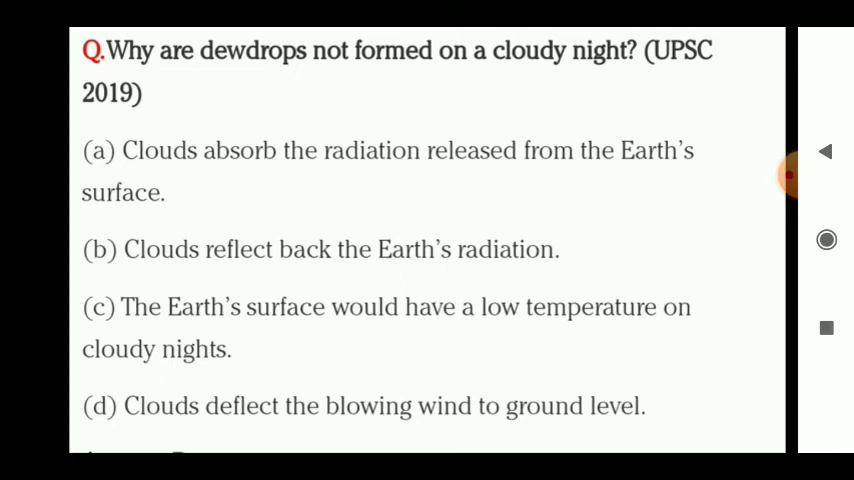 Q.Why are dewdrops not formed on a cloudy night? (UPSC
2019)
(a) Clouds absorb the radiation released from the Earth’s
surface.
(b) Clouds reflect back the Earth’s radiation.
(c) The Earth’s surface would have a low temperature on
cloudy nights.
(d) Clouds deflect the blowing wind to ground level.